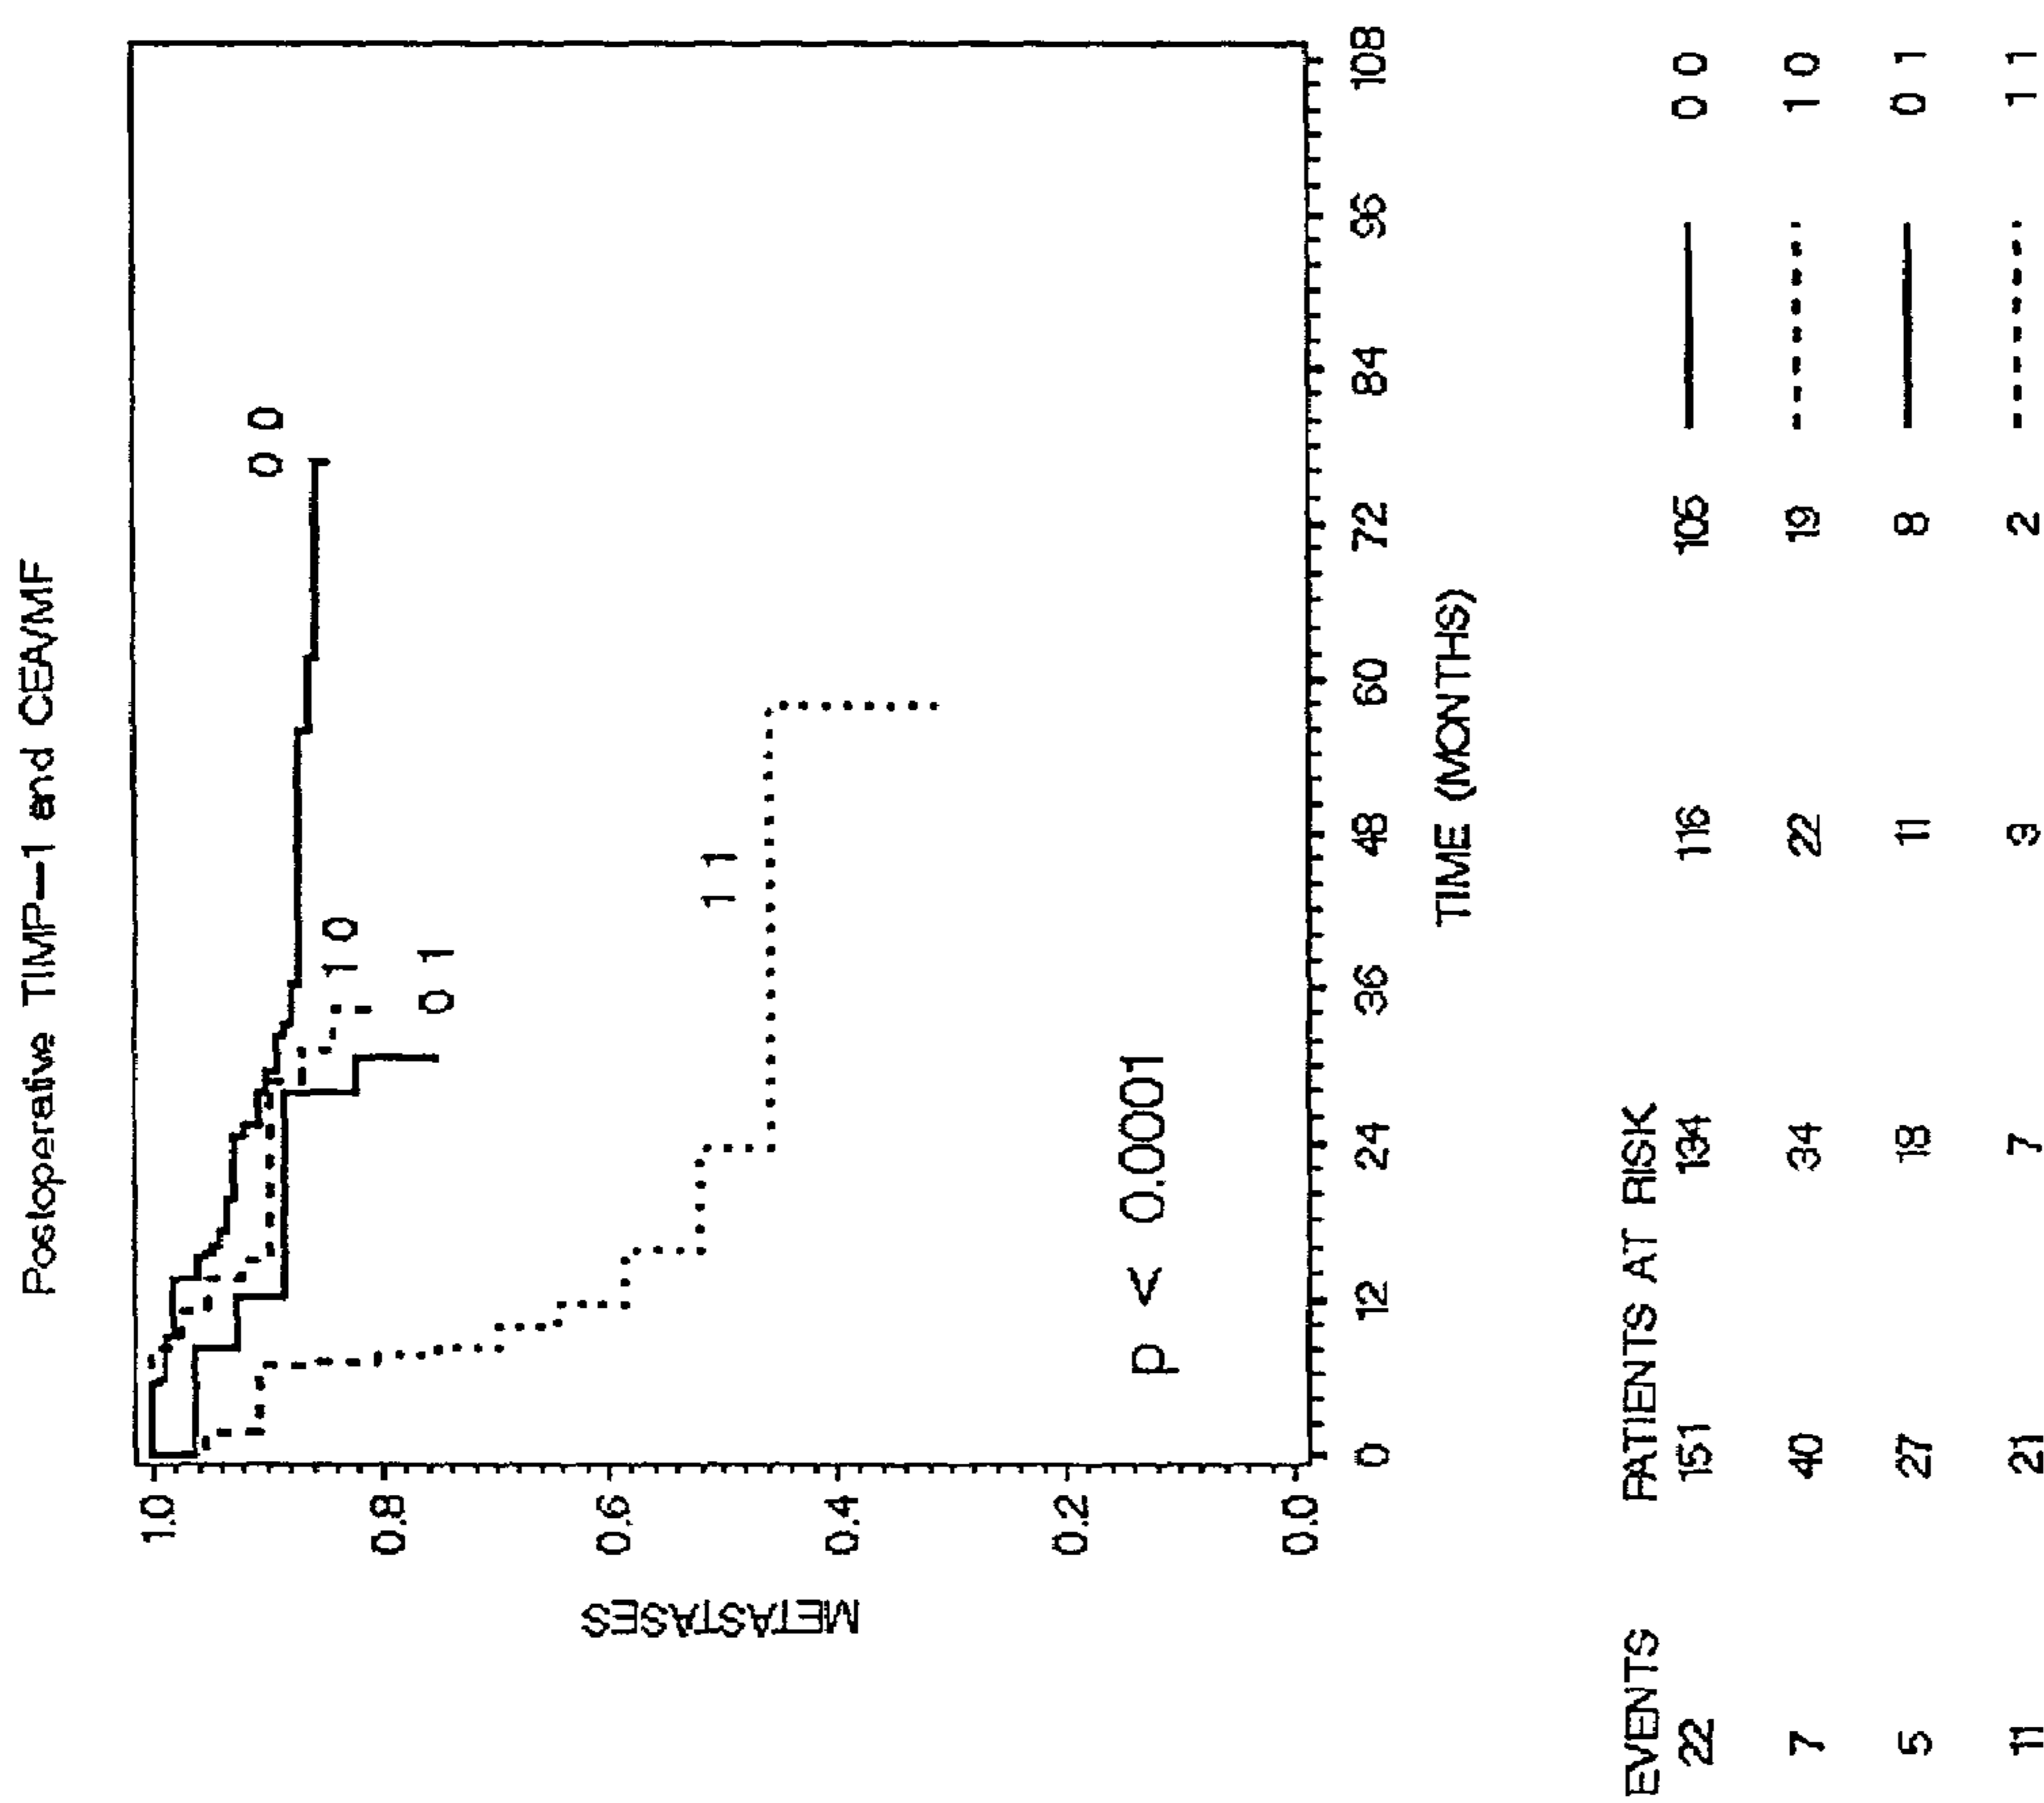 Postoperative TIMP-1 and CEA/MF
METASTASES
1.0
0.8
0.6
0.4
0.2
0.0
0 0
1 0
0 1
1 1
p < 0.0001
0 12 24 36 48 60 72 84 96 108
TIME (MONTHS)
EVENTS PATIENTS AT RISK
22 151 134 116 105 0 0
7 40 34 22 19 1 0
5 27 18 11 8 0 1
11 21 7 3 2 1 1